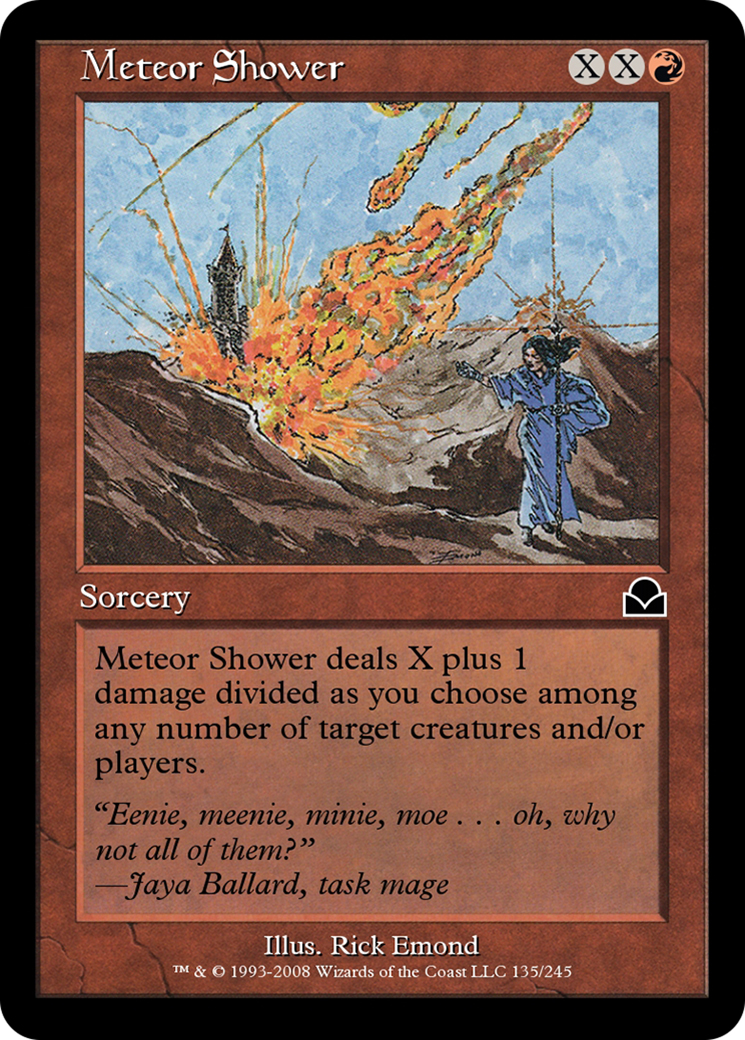 Meteor Shower XXR
Sorcery
Meteor Shower deals X plus 1
damage divided as you choose among
any number of target creatures and/or
players.
“Eenie, meenie, minie, moe . . . oh, why
not all of them?”
—Jaya Ballard, task mage
Illus. Rick Emond
™ & © 1993-2008 Wizards of the Coast LLC 135/245